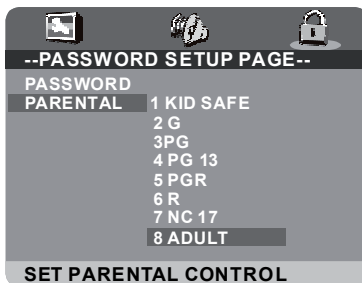 --PASSWORD SETUP PAGE--
PASSWORD
PARENTAL 1 KID SAFE
2 G
3PG
4 PG 13
5 PGR
6 R
7 NC 17
8 ADULT
SET PARENTAL CONTROL